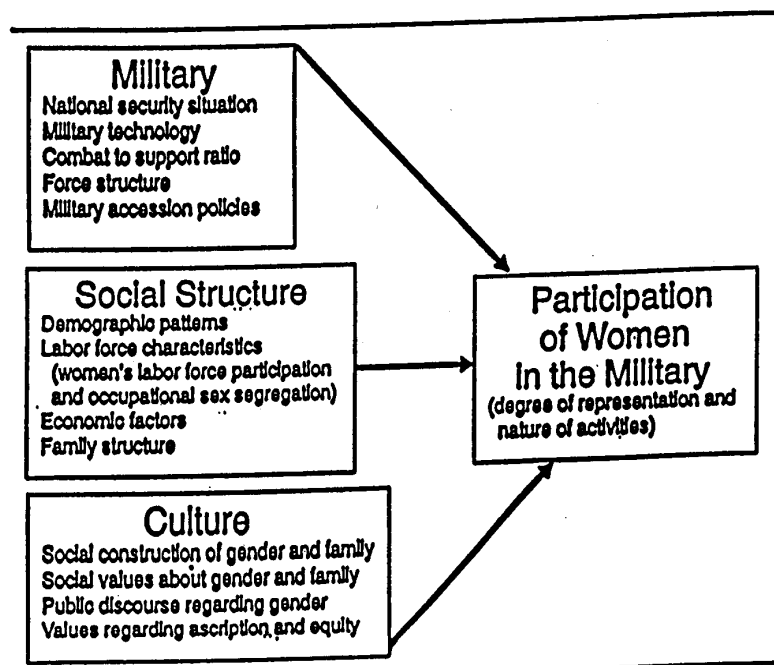 Military
National security situation
Military technology
Combat to support ratio
Force structure
Military accession policies
Social Structure
Demographic patterns
Labor force characteristics
(women's labor force participation
and occupational sex segregation)
Economic factors
Family structure
Culture
Social construction of gender and family
Social values about gender and family
Public discourse regarding gender
Values regarding ascription and equity
Participation
of Women
in the Military
(degree of representation and
nature of activities)